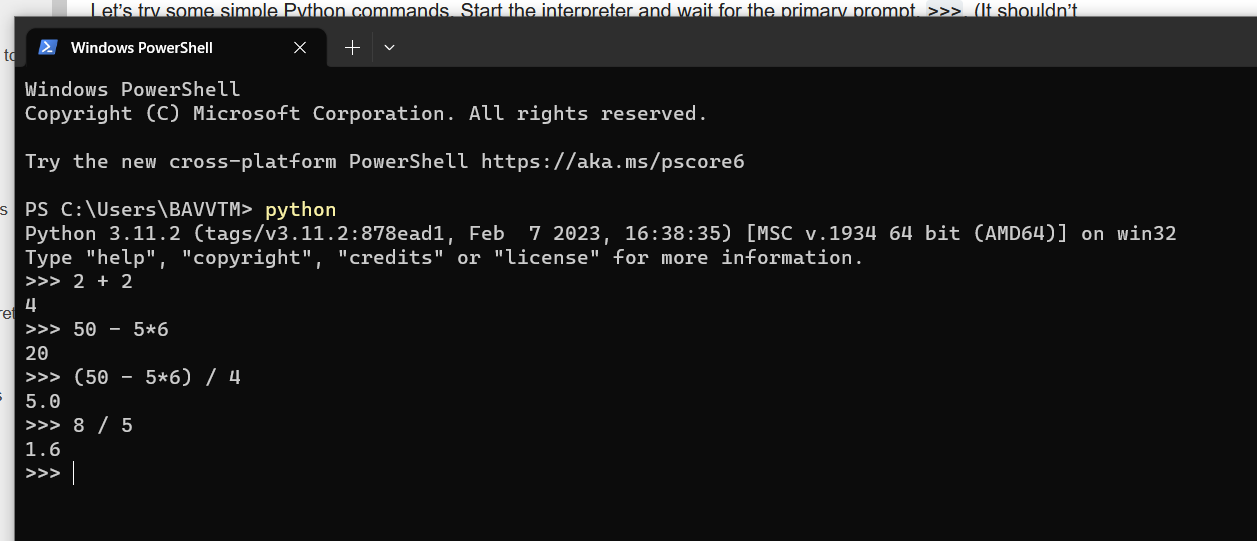 Let's try some simple Python commands. Start the interpreter and wait for the primary prompt, >>>. (It shouldn't
to
Windows PowerShell
Windows PowerShell
Copyright (C) Microsoft Corporation. All rights reserved.
Try the new cross-platform PowerShell https://aka.ms/pscore6
PS C:\Users\BAVVTM> python
Python 3.11.2 (tags/v3.11.2:878ead1, Feb  7 2023, 16:38:35) [MSC v.1934 64 bit (AMD64)] on win32
Type "help", "copyright", "credits" or "license" for more information.
>>> 2 + 2
4
>>> 50 - 5*6
20
>>> (50 - 5*6) / 4
5.0
>>> 8 / 5
1.6
>>>